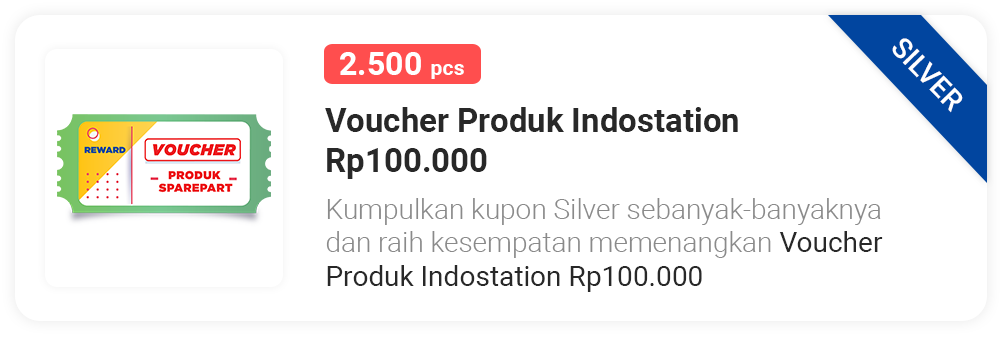 SILVER
2.500 pcs
Voucher Produk Indostation
Rp100.000
Kumpulkan kupon Silver sebanyak-banyaknya
dan raih kesempatan memenangkan Voucher
Produk Indostation Rp100.000
REWARD
VOUCHER
PRODUK
SPAREPART